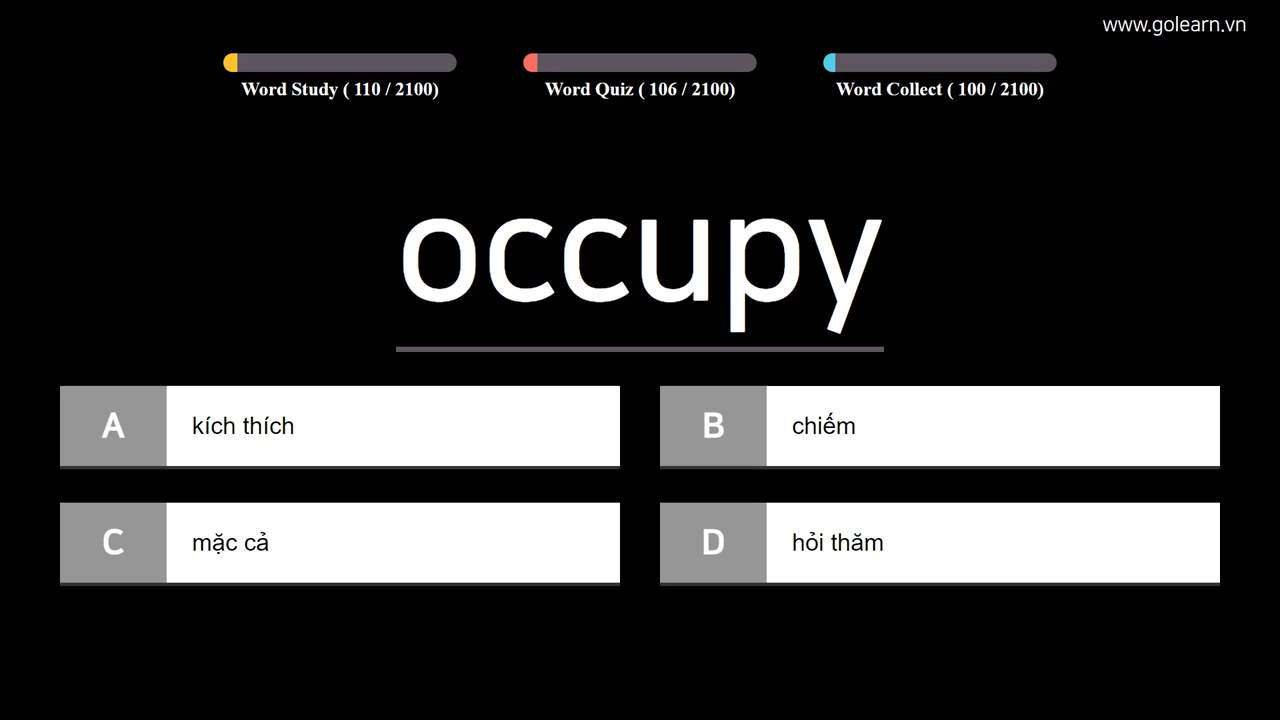 www.golearn.vn
Word Study ( 110 / 2100)
Word Quiz ( 106 / 2100)
Word Collect ( 100 / 2100)
occupy
A kích thích
B chiếm
C mặc cả
D hỏi thăm